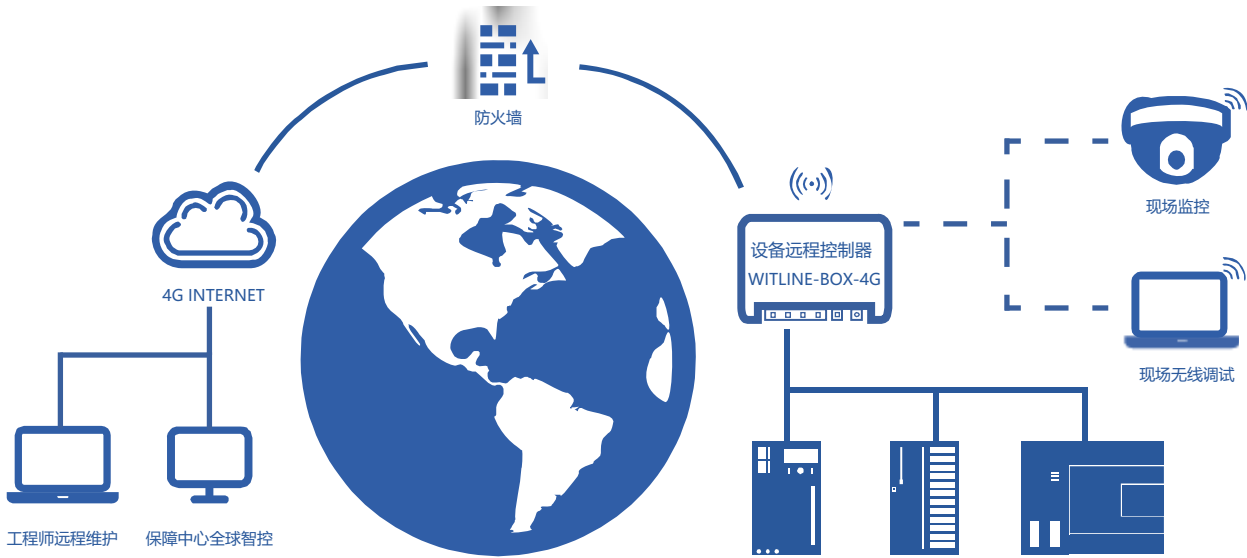 防火墙
现场监控
设备远程控制器
WITLINE-BOX-4G
4G INTERNET
现场无线调试
工程师远程维护
保障中心全球智控